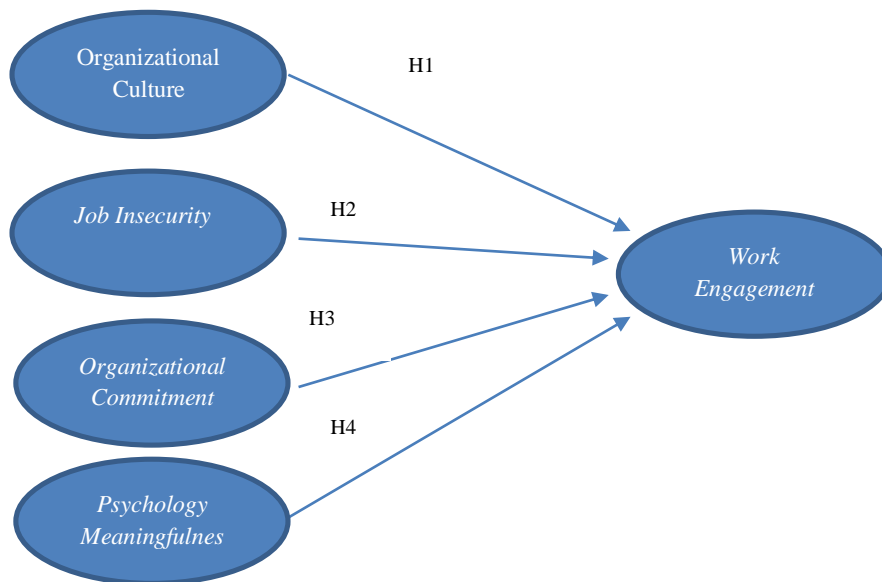 Organizational
Culture
H1
Job Insecurity
H2
Work
Engagement
H3
Organizational
Commitment
H4
Psychology
Meaningfulnes